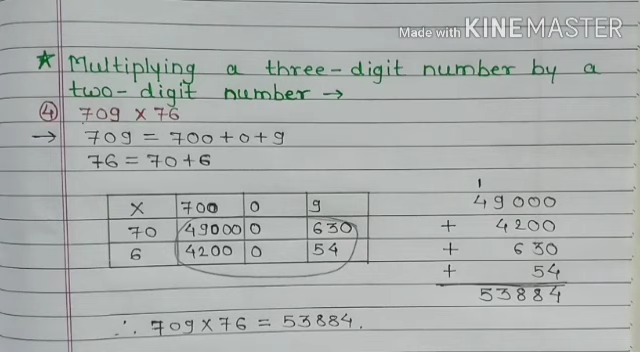 Made with KINEMASTER
* Multiplying a three-digit number by a
two-digit number →
④ 709 × 76
→ 709 = 700+0+9
76 = 70+6
× 700 0 9
70 49000 0 630
6 4200 0 54
1
49000
+ 4200
+ 630
+ 54
53884
∴ 709×76 = 53884.